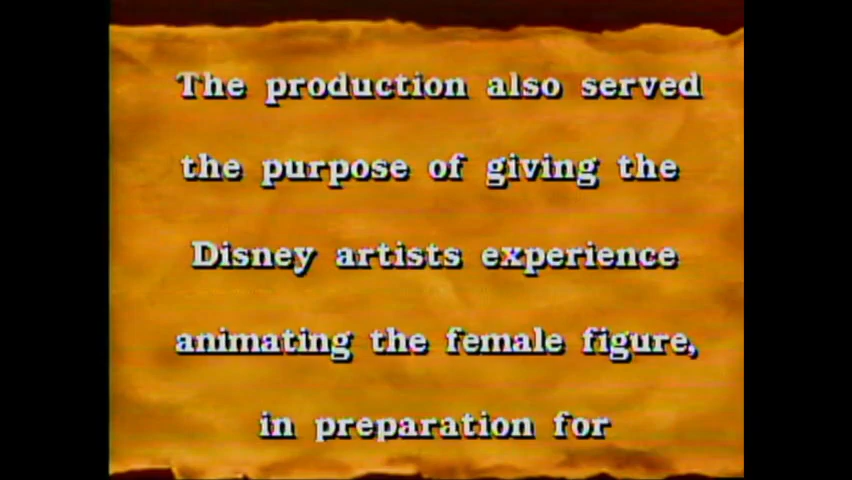 The production also served
the purpose of giving the
Disney artists experience
animating the female figure,
in preparation for